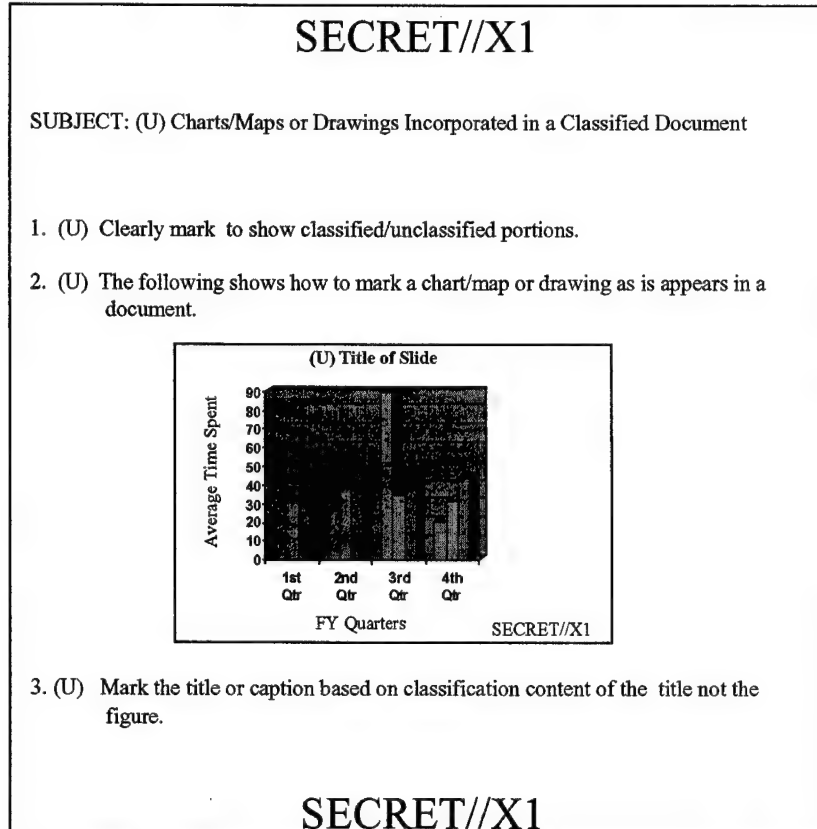 SECRET//X1
SUBJECT: (U) Charts/Maps or Drawings Incorporated in a Classified Document
1. (U) Clearly mark to show classified/unclassified portions.
2. (U) The following shows how to mark a chart/map or drawing as is appears in a
document.
(U) Title of Slide
Average Time Spent
90
80
70
60
50
40
30
20
10
0
1st 2nd 3rd 4th
Qtr Qtr Qtr Qtr
FY Quarters
SECRET//X1
3. (U) Mark the title or caption based on classification content of the title not the
figure.
SECRET//X1